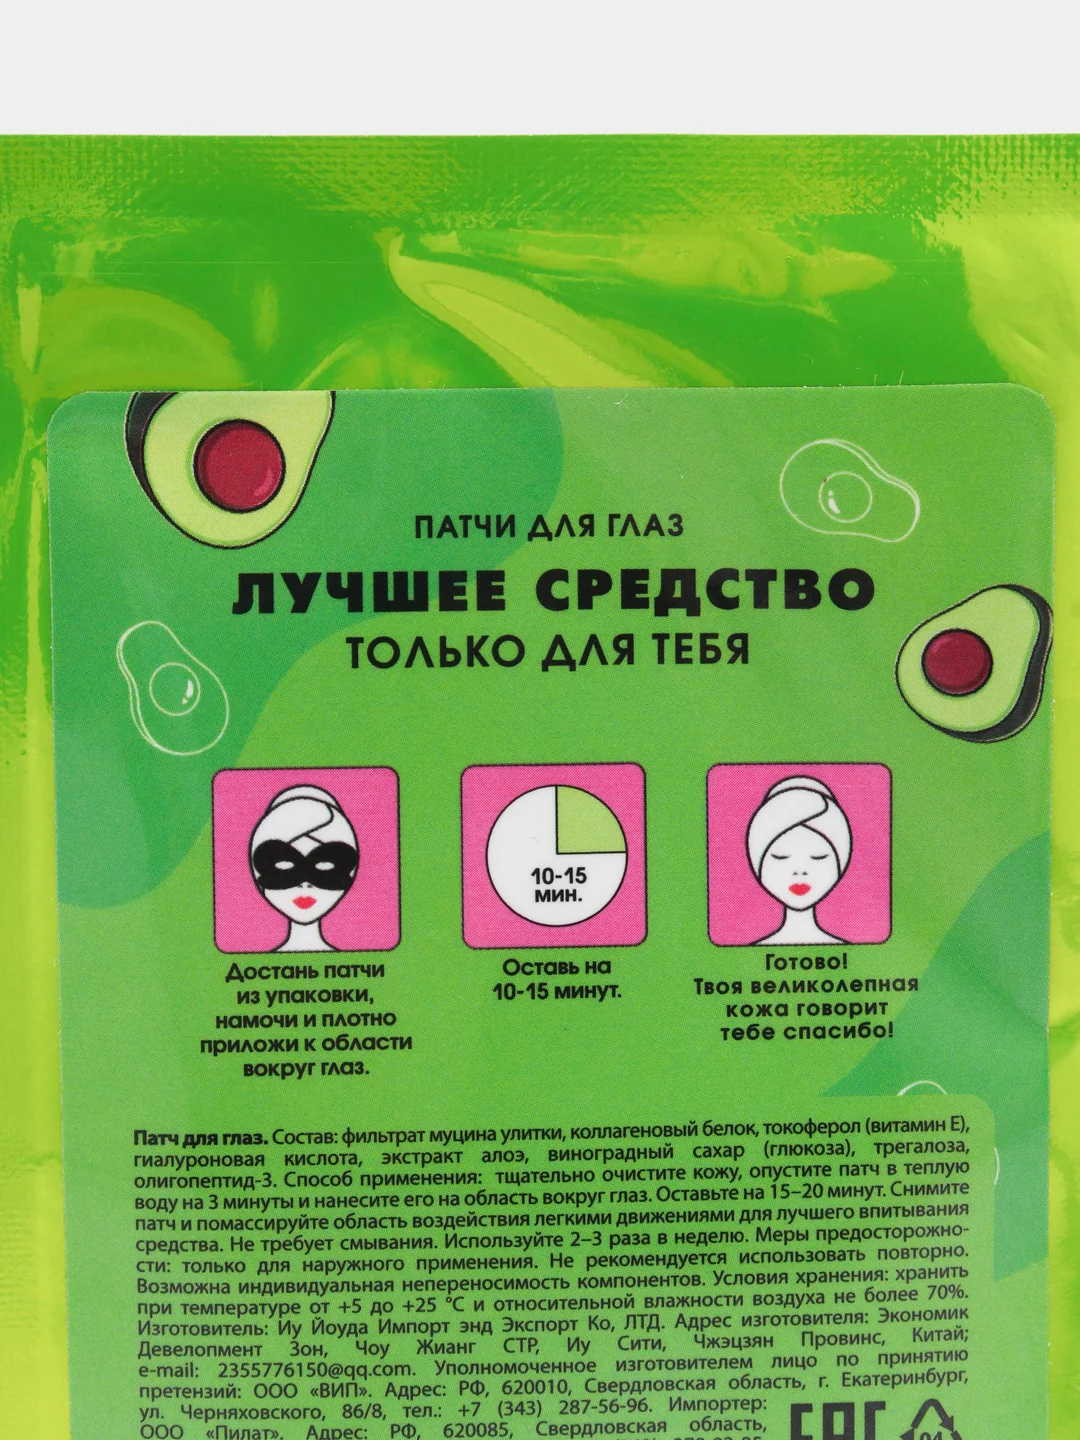 ПАТЧИ ДЛЯ ГЛАЗ
ЛУЧШЕЕ СРЕДСТВО
ТОЛЬКО ДЛЯ ТЕБЯ
10-15
МИН.
Достань патчи
из упаковки,
намочи и плотно
приложи к области
вокруг глаз.
Оставь на
10-15 минут.
Готово!
Твоя великолепная
кожа говорит
тебе спасибо!
Патч для глаз. Состав: фильтрат муцина улитки, коллагеновый белок, токоферол (витамин Е),
гиалуроновая кислота, экстракт алоэ, виноградный сахар (глюкоза), трегалоза,
олигопептид-3. Способ применения: тщательно очистите кожу, опустите патч в теплую
воду на 3 минуты и нанесите его на область вокруг глаз. Оставьте на 15–20 минут. Снимите
патч и помассируйте область воздействия легкими движениями для лучшего впитывания
средства. Не требует смывания. Используйте 2–3 раза в неделю. Меры предосторожно-
сти: только для наружного применения. Не рекомендуется использовать повторно.
Возможна индивидуальная непереносимость компонентов. Условия хранения: хранить
при температуре от +5 до +25 °С и относительной влажности воздуха не более 70%.
Изготовитель: Иу Йоуда Импорт энд Экспорт Ко, ЛТД. Адрес изготовителя: Экономик
Девелопмент Зон, Чоу Жианг СТР, Иу Сити, Чжэцзян Провинс, Китай;
e-mail: 2355776150@qq.com. Уполномоченное изготовителем лицо по принятию
претензий: ООО «ВИП». Адрес: РФ, 620010, Свердловская область, г. Екатеринбург,
ул. Черняховского, 86/8, тел.: +7 (343) 287-56-96. Импортер:
ООО «Пилат». Адрес: РФ, 620085, Свердловская область,
EAC